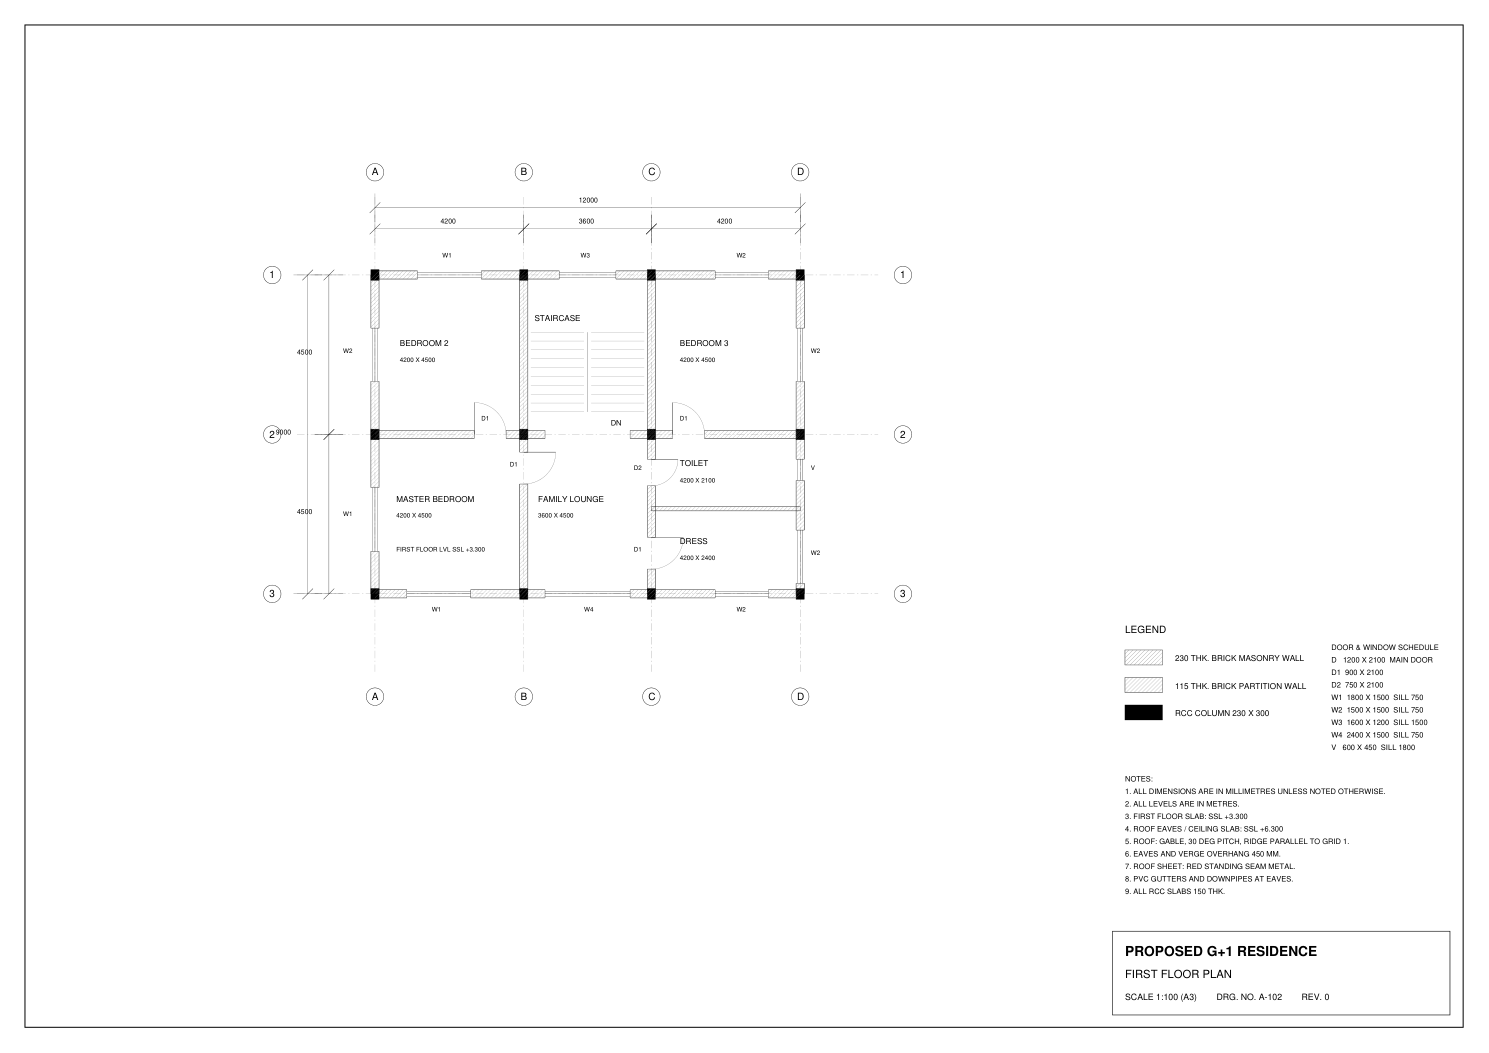 A B C D
12000
4200 3600 4200
W1 W3 W2
1 1
STAIRCASE
BEDROOM 2 BEDROOM 3
4500 W2 W2
4200 X 4500 4200 X 4500
D1 D1
DN
2 9000 2
D1 D2 TOILET V
4200 X 2100
MASTER BEDROOM FAMILY LOUNGE
4500 W1 4200 X 4500 3600 X 4500
DRESS
FIRST FLOOR LVL SSL +3.300 D1 W2
4200 X 2400
3 3
W1 W4 W2
A B C D
LEGEND
230 THK. BRICK MASONRY WALL
115 THK. BRICK PARTITION WALL
RCC COLUMN 230 X 300
DOOR & WINDOW SCHEDULE
D 1200 X 2100 MAIN DOOR
D1 900 X 2100
D2 750 X 2100
W1 1800 X 1500 SILL 750
W2 1500 X 1500 SILL 750
W3 1600 X 1200 SILL 1500
W4 2400 X 1500 SILL 750
V 600 X 450 SILL 1800
NOTES:
1. ALL DIMENSIONS ARE IN MILLIMETRES UNLESS NOTED OTHERWISE.
2. ALL LEVELS ARE IN METRES.
3. FIRST FLOOR SLAB: SSL +3.300
4. ROOF EAVES / CEILING SLAB: SSL +6.300
5. ROOF: GABLE, 30 DEG PITCH, RIDGE PARALLEL TO GRID 1.
6. EAVES AND VERGE OVERHANG 450 MM.
7. ROOF SHEET: RED STANDING SEAM METAL.
8. PVC GUTTERS AND DOWNPIPES AT EAVES.
9. ALL RCC SLABS 150 THK.
PROPOSED G+1 RESIDENCE
FIRST FLOOR PLAN
SCALE 1:100 (A3) DRG. NO. A-102 REV. 0